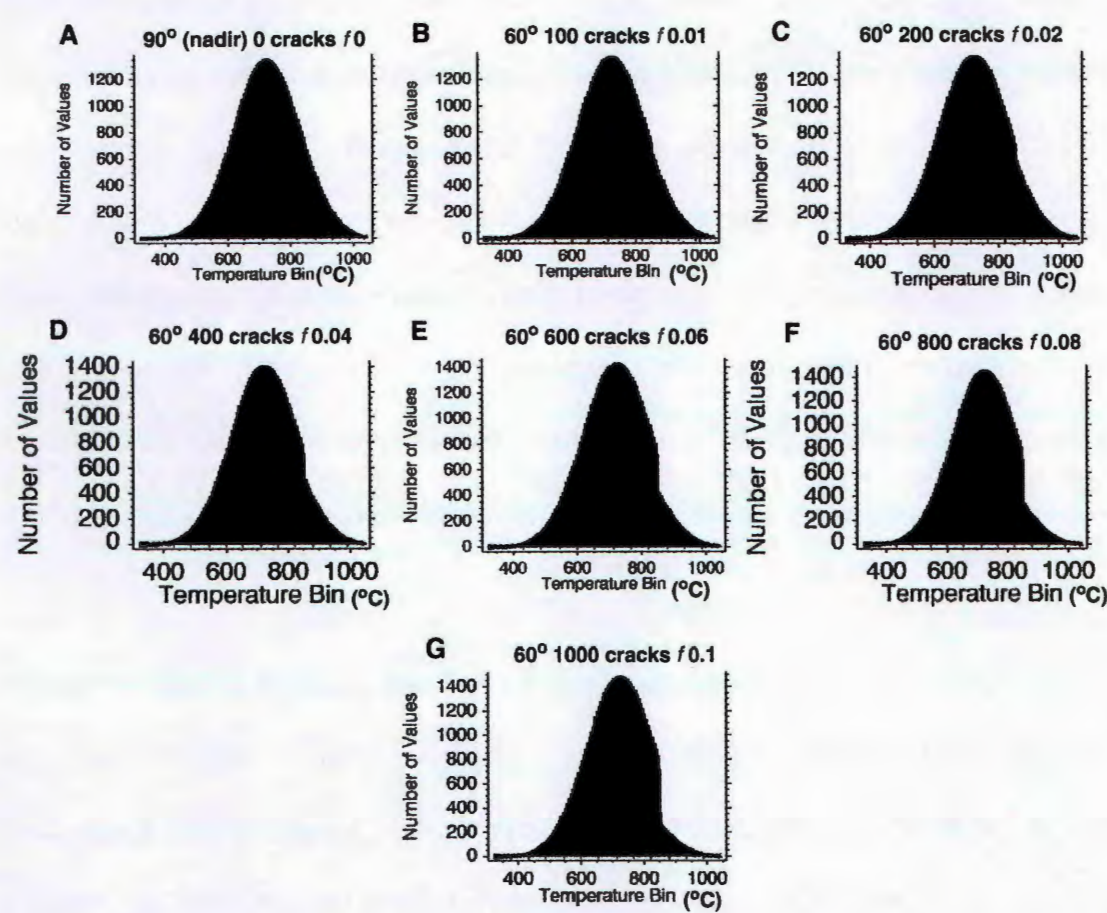 A
90° (nadir) 0 cracks f 0
Number of Values
1200
1000
800
600
400
200
0
400 600 800 1000
Temperature Bin (°C)
B
60° 100 cracks f 0.01
Number of Values
1200
1000
800
600
400
200
0
400 600 800 1000
Temperature Bin (°C)
C
60° 200 cracks f 0.02
Number of Values
1200
1000
800
600
400
200
0
400 600 800 1000
Temperature Bin (°C)
D
60° 400 cracks f 0.04
Number of Values
1400
1200
1000
800
600
400
200
0
400 600 800 1000
Temperature Bin (°C)
E
60° 600 cracks f 0.06
Number of Values
1400
1200
1000
800
600
400
200
0
400 600 800 1000
Temperature Bin (°C)
F
60° 800 cracks f 0.08
Number of Values
1400
1200
1000
800
600
400
200
0
400 600 800 1000
Temperature Bin (°C)
G
60° 1000 cracks f 0.1
Number of Values
1400
1200
1000
800
600
400
200
0
400 600 800 1000
Temperature Bin (°C)